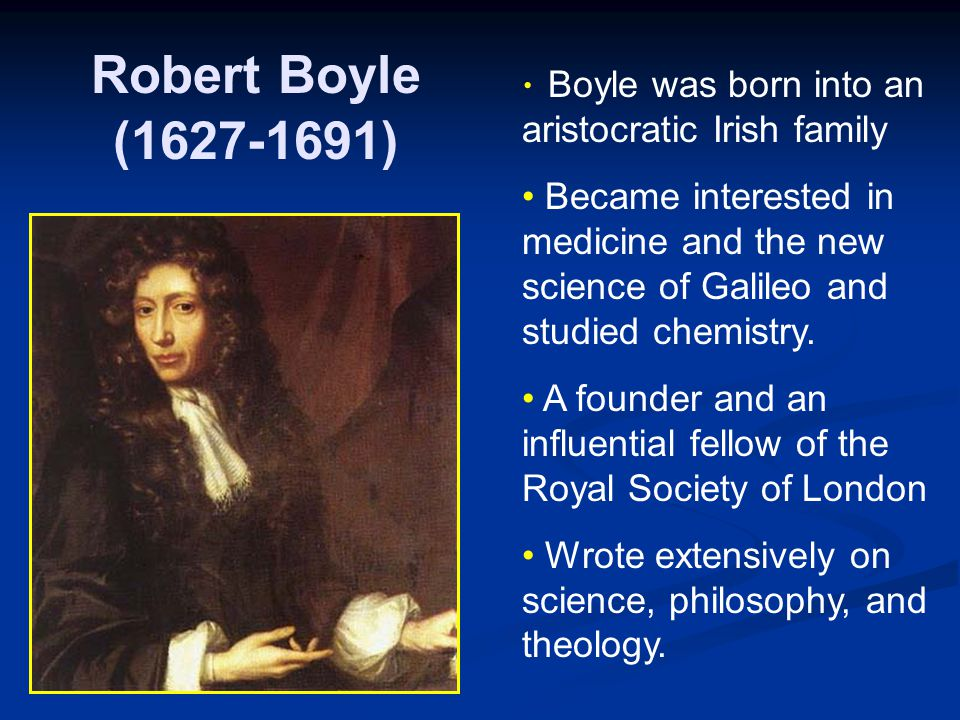 Robert Boyle
(1627-1691)
• Boyle was born into an
aristocratic Irish family
• Became interested in
medicine and the new
science of Galileo and
studied chemistry.
• A founder and an
influential fellow of the
Royal Society of London
• Wrote extensively on
science, philosophy, and
theology.